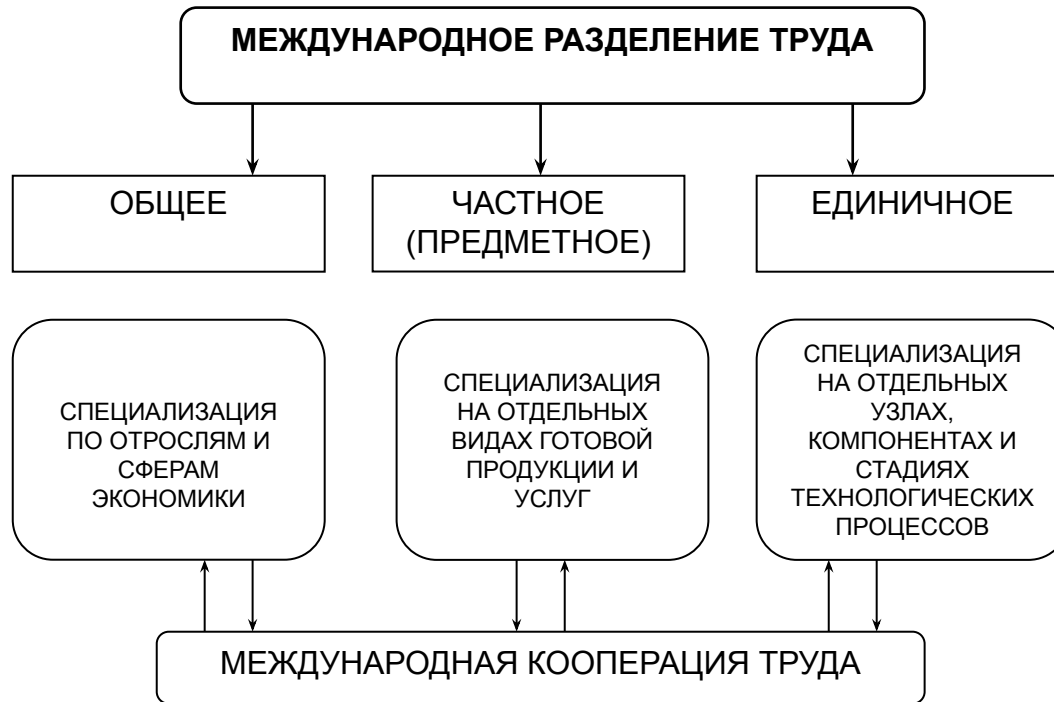 МЕЖДУНАРОДНОЕ РАЗДЕЛЕНИЕ ТРУДА
ОБЩЕЕ
ЧАСТНОЕ
(ПРЕДМЕТНОЕ)
ЕДИНИЧНОЕ
СПЕЦИАЛИЗАЦИЯ
ПО ОТРОСЛЯМ И
СФЕРАМ
ЭКОНОМИКИ
СПЕЦИАЛИЗАЦИЯ
НА ОТДЕЛЬНЫХ
ВИДАХ ГОТОВОЙ
ПРОДУКЦИИ И
УСЛУГ
СПЕЦИАЛИЗАЦИЯ
НА ОТДЕЛЬНЫХ
УЗЛАХ,
КОМПОНЕНТАХ И
СТАДИЯХ
ТЕХНОЛОГИЧЕСКИХ
ПРОЦЕССОВ
МЕЖДУНАРОДНАЯ КООПЕРАЦИЯ ТРУДА